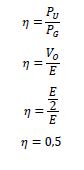 η = P_U / P_G
η = V_O / E
η = (E/2) / E
η = 0,5